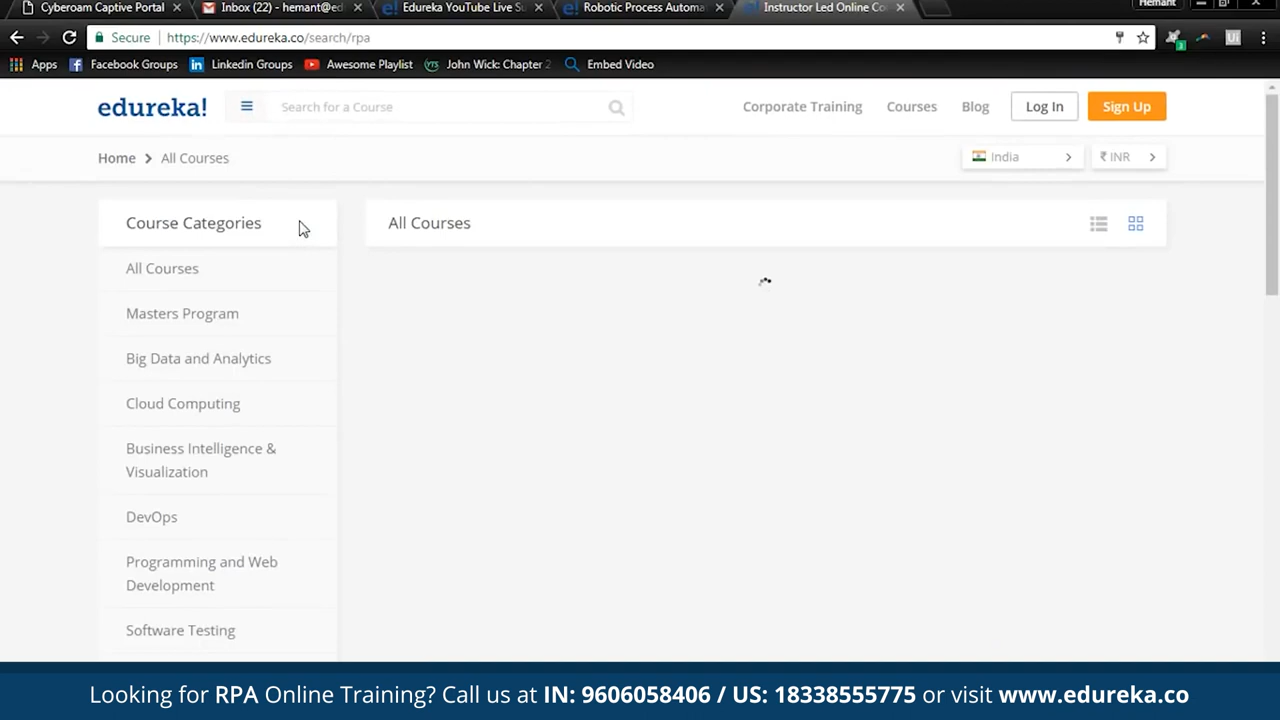 Cyberoam Captive Portal
Inbox (22) - hemant@ed
Edureka YouTube Live Su
Robotic Process Automa
Instructor Led Online Co
Hemant
Secure
https://www.edureka.co/search/rpa
Apps
Facebook Groups
Linkedin Groups
Awesome Playlist
John Wick: Chapter 2
Embed Video
edureka!
Search for a Course
Corporate Training
Courses
Blog
Log In
Sign Up
Home
All Courses
India
₹ INR
Course Categories
All Courses
All Courses
Masters Program
Big Data and Analytics
Cloud Computing
Business Intelligence &
Visualization
DevOps
Programming and Web
Development
Software Testing
Looking for RPA Online Training? Call us at IN: 9606058406 / US: 18338555775 or visit www.edureka.co